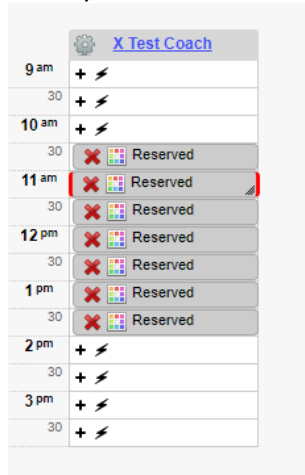 X Test Coach
9 am
30
10 am
30 Reserved
11 am Reserved
30 Reserved
12 pm Reserved
30 Reserved
1 pm Reserved
30 Reserved
2 pm
30
3 pm
30